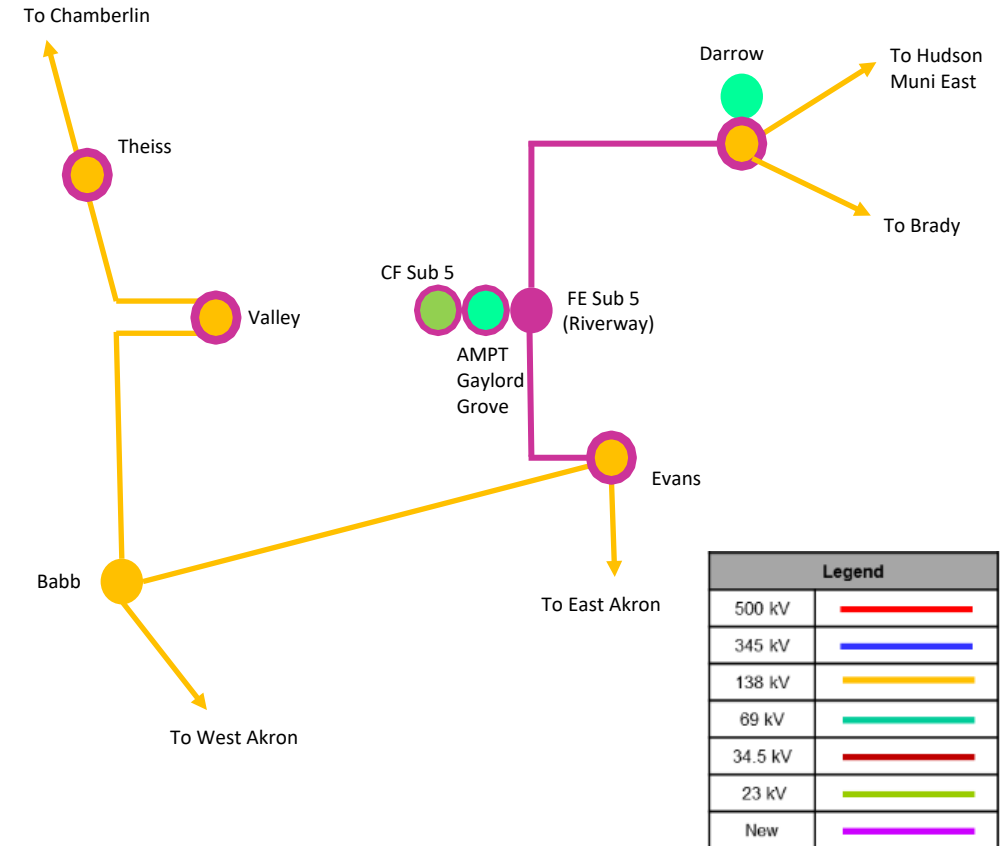 To Chamberlin
Darrow
To Hudson
Muni East
Theiss
To Brady
CF Sub 5
FE Sub 5
(Riverway)
Valley
AMPT
Gaylord
Grove
Evans
Babb
To East Akron
To West Akron
Legend
500 kV
345 kV
138 kV
69 kV
34.5 kV
23 kV
New